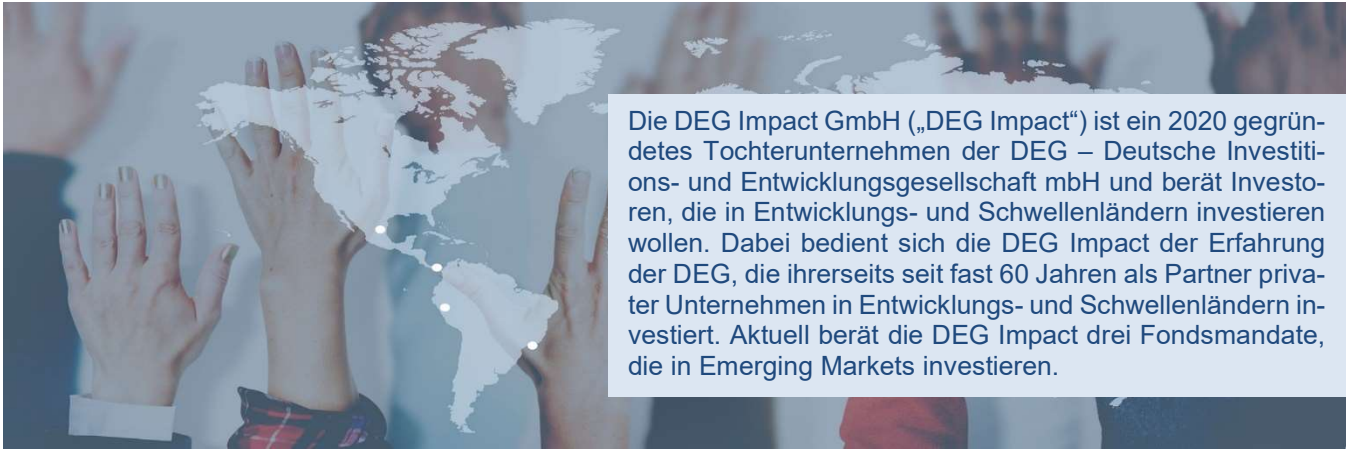 Die DEG Impact GmbH („DEG Impact“) ist ein 2020 gegrün-
detes Tochterunternehmen der DEG – Deutsche Investiti-
ons- und Entwicklungsgesellschaft mbH und berät Investo-
ren, die in Entwicklungs- und Schwellenländern investieren
wollen. Dabei bedient sich die DEG Impact der Erfahrung
der DEG, die ihrerseits seit fast 60 Jahren als Partner priva-
ter Unternehmen in Entwicklungs- und Schwellenländern in-
vestiert. Aktuell berät die DEG Impact drei Fondsmandate,
die in Emerging Markets investieren.